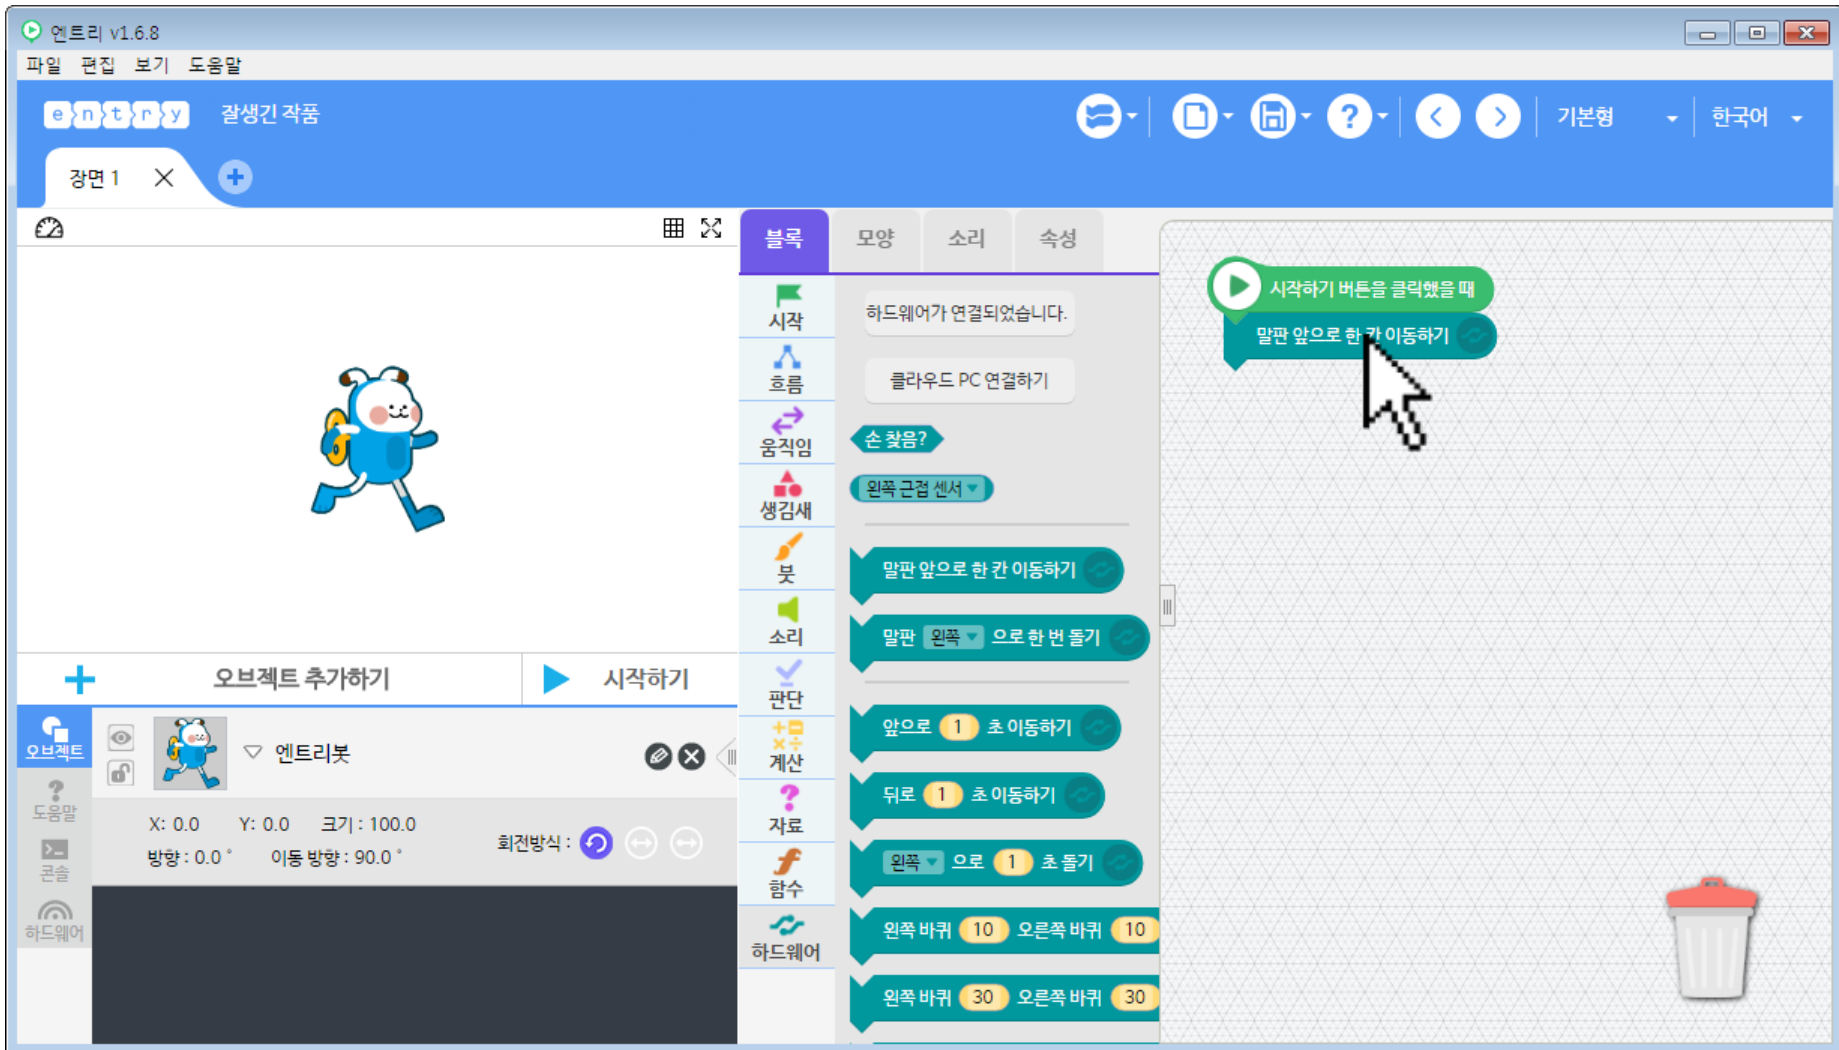 엔트리 v1.6.8
파일 편집 보기 도움말
entry 잘생긴 작품
기본형 한국어
장면 1
블록 모양 소리 속성
시작
흐름
움직임
생김새
붓
소리
판단
계산
자료
함수
하드웨어
하드웨어가 연결되었습니다.
클라우드 PC 연결하기
손 찾음?
왼쪽 근접 센서
말판 앞으로 한 칸 이동하기
말판 왼쪽 으로 한 번 돌기
앞으로 1 초 이동하기
뒤로 1 초 이동하기
왼쪽 으로 1 초 돌기
왼쪽 바퀴 10 오른쪽 바퀴 10
왼쪽 바퀴 30 오른쪽 바퀴 30
시작하기 버튼을 클릭했을 때
말판 앞으로 한 칸 이동하기
오브젝트 추가하기 시작하기
오브젝트
도움말
콘솔
하드웨어
엔트리봇
X: 0.0 Y: 0.0 크기 : 100.0
방향 : 0.0 ˚ 이동 방향 : 90.0 ˚
회전방식 :